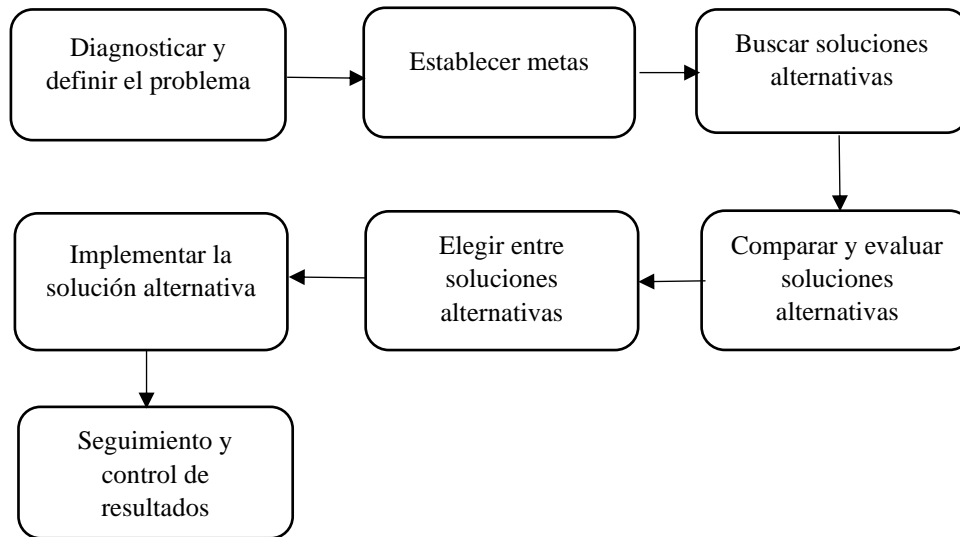 Diagnosticar y
definir el problema
Establecer metas
Buscar soluciones
alternativas
Comparar y evaluar
soluciones
alternativas
Elegir entre
soluciones
alternativas
Implementar la
solución alternativa
Seguimiento y
control de
resultados